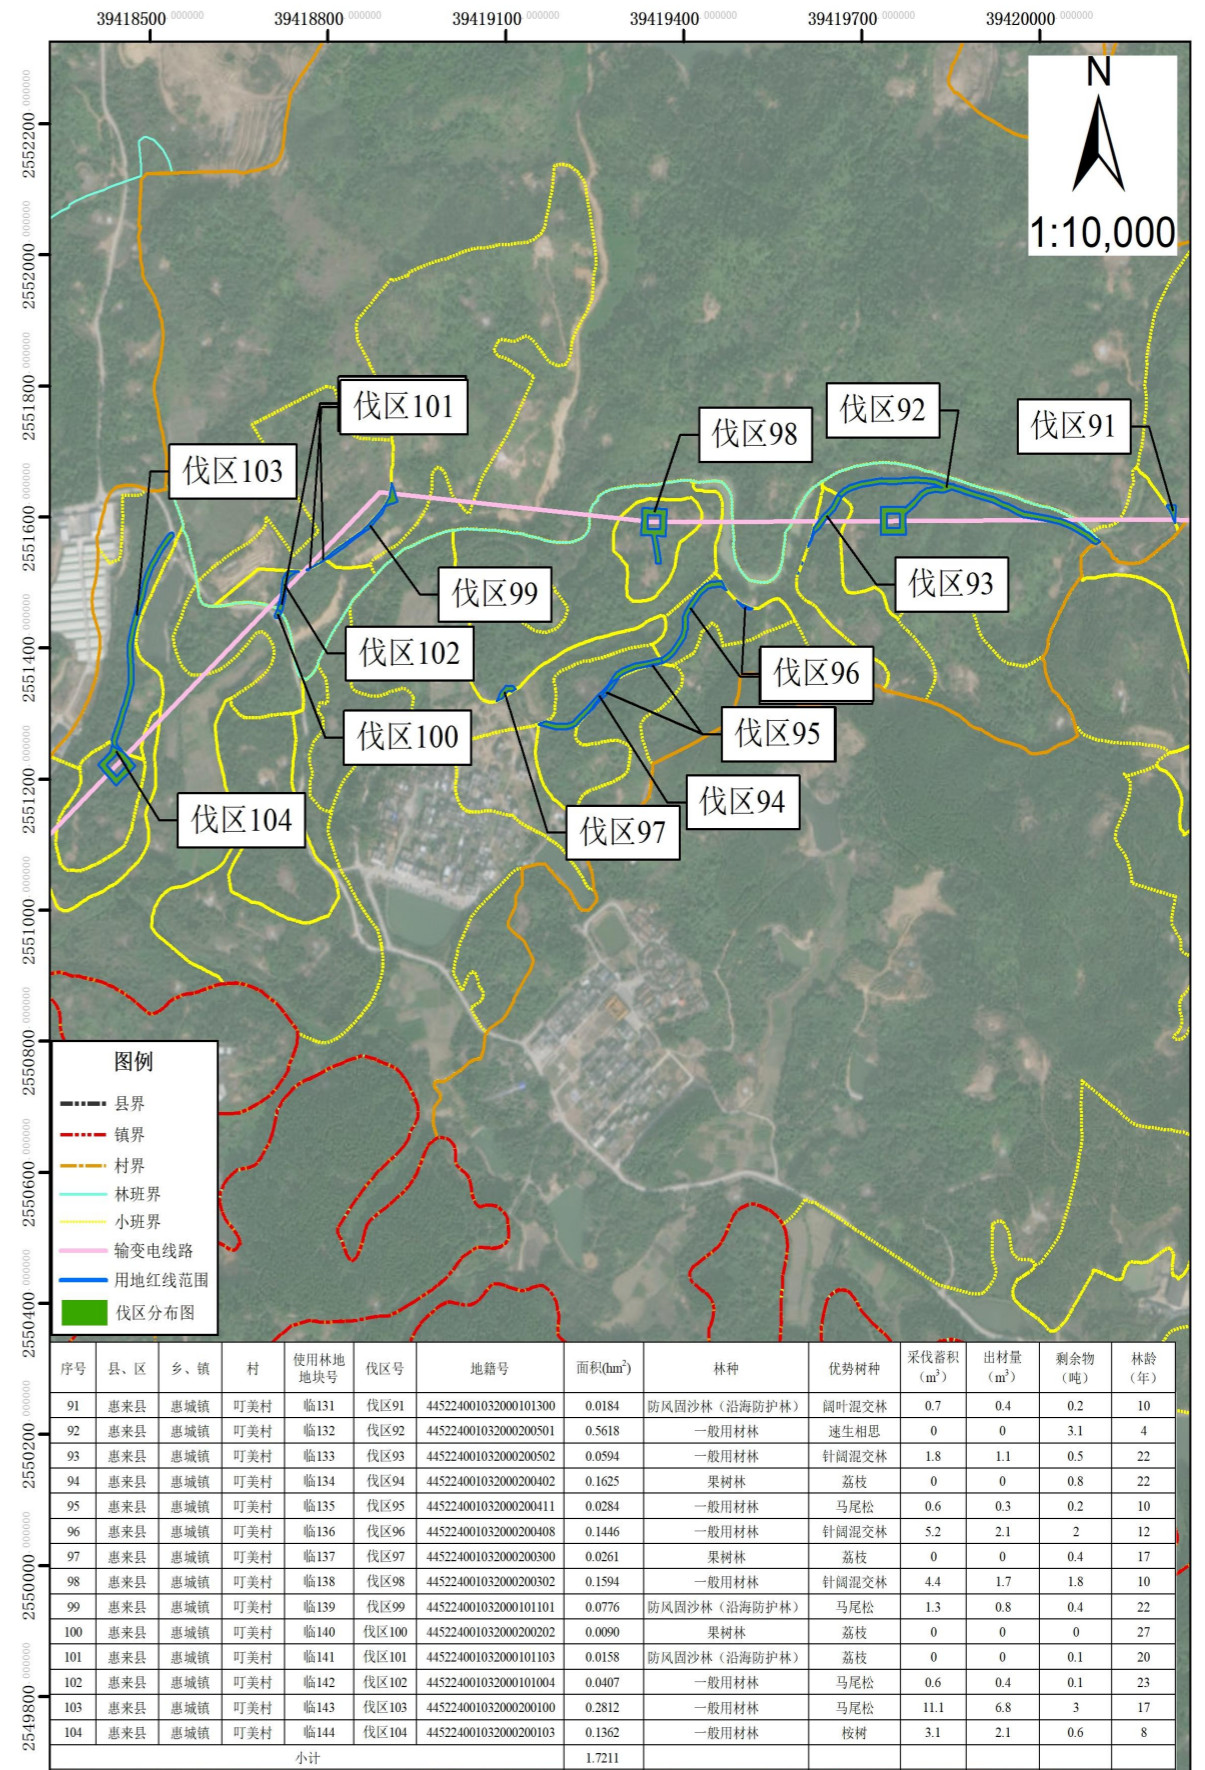 39418500.000000 39418800.000000 39419100.000000 39419400.000000 39419700.000000 39420000.000000
2552200.000000
2552000.000000
2551800.000000
2551600.000000
2551400.000000
2551200.000000
2551000.000000
2550800.000000
2550600.000000
2550400.000000
2550200.000000
2550000.000000
2549800.000000
N
1:10,000
伐区101
伐区92
伐区91
伐区98
伐区103
伐区99
伐区93
伐区102
伐区96
伐区100
伐区95
伐区94
伐区104
伐区97
图例
县界
镇界
村界
林班界
小班界
输变电线路
用地红线范围
伐区分布图
序号 县、区 乡、镇 村 使用林地地块号 伐区号 地籍号 面积(hm²) 林种 优势树种 采伐蓄积（m³） 出材量（m³） 剩余物（吨） 林龄（年）
91 惠来县 惠城镇 叮美村 临131 伐区91 445224001032000101300 0.0184 防风固沙林（沿海防护林） 阔叶混交林 0.7 0.4 0.2 10
92 惠来县 惠城镇 叮美村 临132 伐区92 445224001032000200501 0.5618 一般用材林 速生相思 0 0 3.1 4
93 惠来县 惠城镇 叮美村 临133 伐区93 445224001032000200502 0.0594 一般用材林 针阔混交林 1.8 1.1 0.5 22
94 惠来县 惠城镇 叮美村 临134 伐区94 445224001032000200402 0.1625 果树林 荔枝 0 0 0.8 22
95 惠来县 惠城镇 叮美村 临135 伐区95 445224001032000200411 0.0284 一般用材林 马尾松 0.6 0.3 0.2 10
96 惠来县 惠城镇 叮美村 临136 伐区96 445224001032000200408 0.1446 一般用材林 针阔混交林 5.2 2.1 2 12
97 惠来县 惠城镇 叮美村 临137 伐区97 445224001032000200300 0.0261 果树林 荔枝 0 0 0.4 17
98 惠来县 惠城镇 叮美村 临138 伐区98 445224001032000200302 0.1594 一般用材林 针阔混交林 4.4 1.7 1.8 10
99 惠来县 惠城镇 叮美村 临139 伐区99 445224001032000101101 0.0776 防风固沙林（沿海防护林） 马尾松 1.3 0.8 0.4 22
100 惠来县 惠城镇 叮美村 临140 伐区100 445224001032000200202 0.0090 果树林 荔枝 0 0 0 27
101 惠来县 惠城镇 叮美村 临141 伐区101 445224001032000101103 0.0158 防风固沙林（沿海防护林） 荔枝 0 0 0.1 20
102 惠来县 惠城镇 叮美村 临142 伐区102 445224001032000101004 0.0407 一般用材林 马尾松 0.6 0.4 0.1 23
103 惠来县 惠城镇 叮美村 临143 伐区103 445224001032000200100 0.2812 一般用材林 马尾松 11.1 6.8 3 17
104 惠来县 惠城镇 叮美村 临144 伐区104 445224001032000200103 0.1362 一般用材林 桉树 3.1 2.1 0.6 8
小计 1.7211